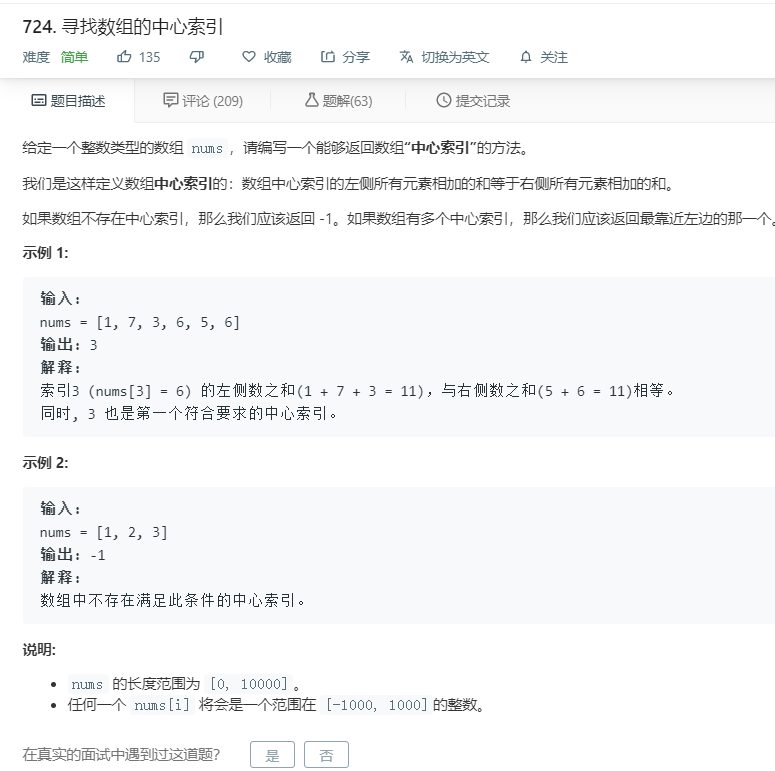 724. 寻找数组的中心索引
难度 简单 135 收藏 分享 切换为英文 关注
题目描述 评论 (209) 题解(63) 提交记录
给定一个整数类型的数组 nums ，请编写一个能够返回数组“中心索引”的方法。
我们是这样定义数组中心索引的：数组中心索引的左侧所有元素相加的和等于右侧所有元素相加的和。
如果数组不存在中心索引，那么我们应该返回 -1。如果数组有多个中心索引，那么我们应该返回最靠近左边的那一个。
示例 1:
输入:
nums = [1, 7, 3, 6, 5, 6]
输出: 3
解释:
索引3 (nums[3] = 6) 的左侧数之和(1 + 7 + 3 = 11)，与右侧数之和(5 + 6 = 11)相等。
同时, 3 也是第一个符合要求的中心索引。
示例 2:
输入:
nums = [1, 2, 3]
输出: -1
解释:
数组中不存在满足此条件的中心索引。
说明:
• nums 的长度范围为 [0, 10000]。
• 任何一个 nums[i] 将会是一个范围在 [-1000, 1000]的整数。
在真实的面试中遇到过这道题? 是 否